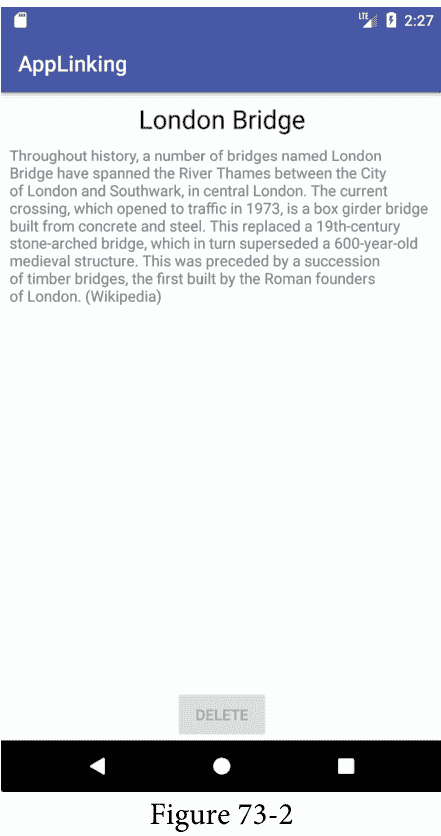 LTE 2:27
AppLinking
London Bridge
Throughout history, a number of bridges named London
Bridge have spanned the River Thames between the City
of London and Southwark, in central London. The current
crossing, which opened to traffic in 1973, is a box girder bridge
built from concrete and steel. This replaced a 19th-century
stone-arched bridge, which in turn superseded a 600-year-old
medieval structure. This was preceded by a succession
of timber bridges, the first built by the Roman founders
of London. (Wikipedia)
DELETE
Figure 73-2